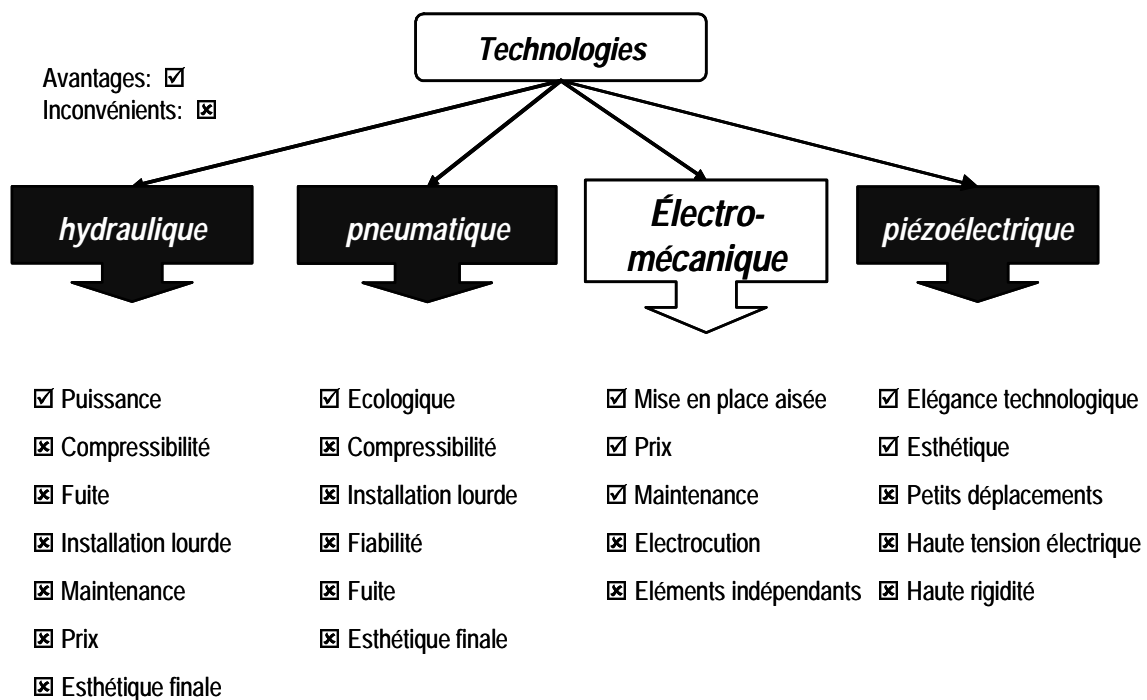 Technologies
Avantages: ☑
Inconvénients: ☒
hydraulique
pneumatique
Électro-
mécanique
piézoélectrique
☑ Puissance
☒ Compressibilité
☒ Fuite
☒ Installation lourde
☒ Maintenance
☒ Prix
☒ Esthétique finale
☑ Ecologique
☒ Compressibilité
☒ Installation lourde
☒ Fiabilité
☒ Fuite
☒ Esthétique finale
☑ Mise en place aisée
☑ Prix
☑ Maintenance
☒ Electrocution
☒ Eléments indépendants
☑ Elégance technologique
☑ Esthétique
☒ Petits déplacements
☒ Haute tension électrique
☒ Haute rigidité